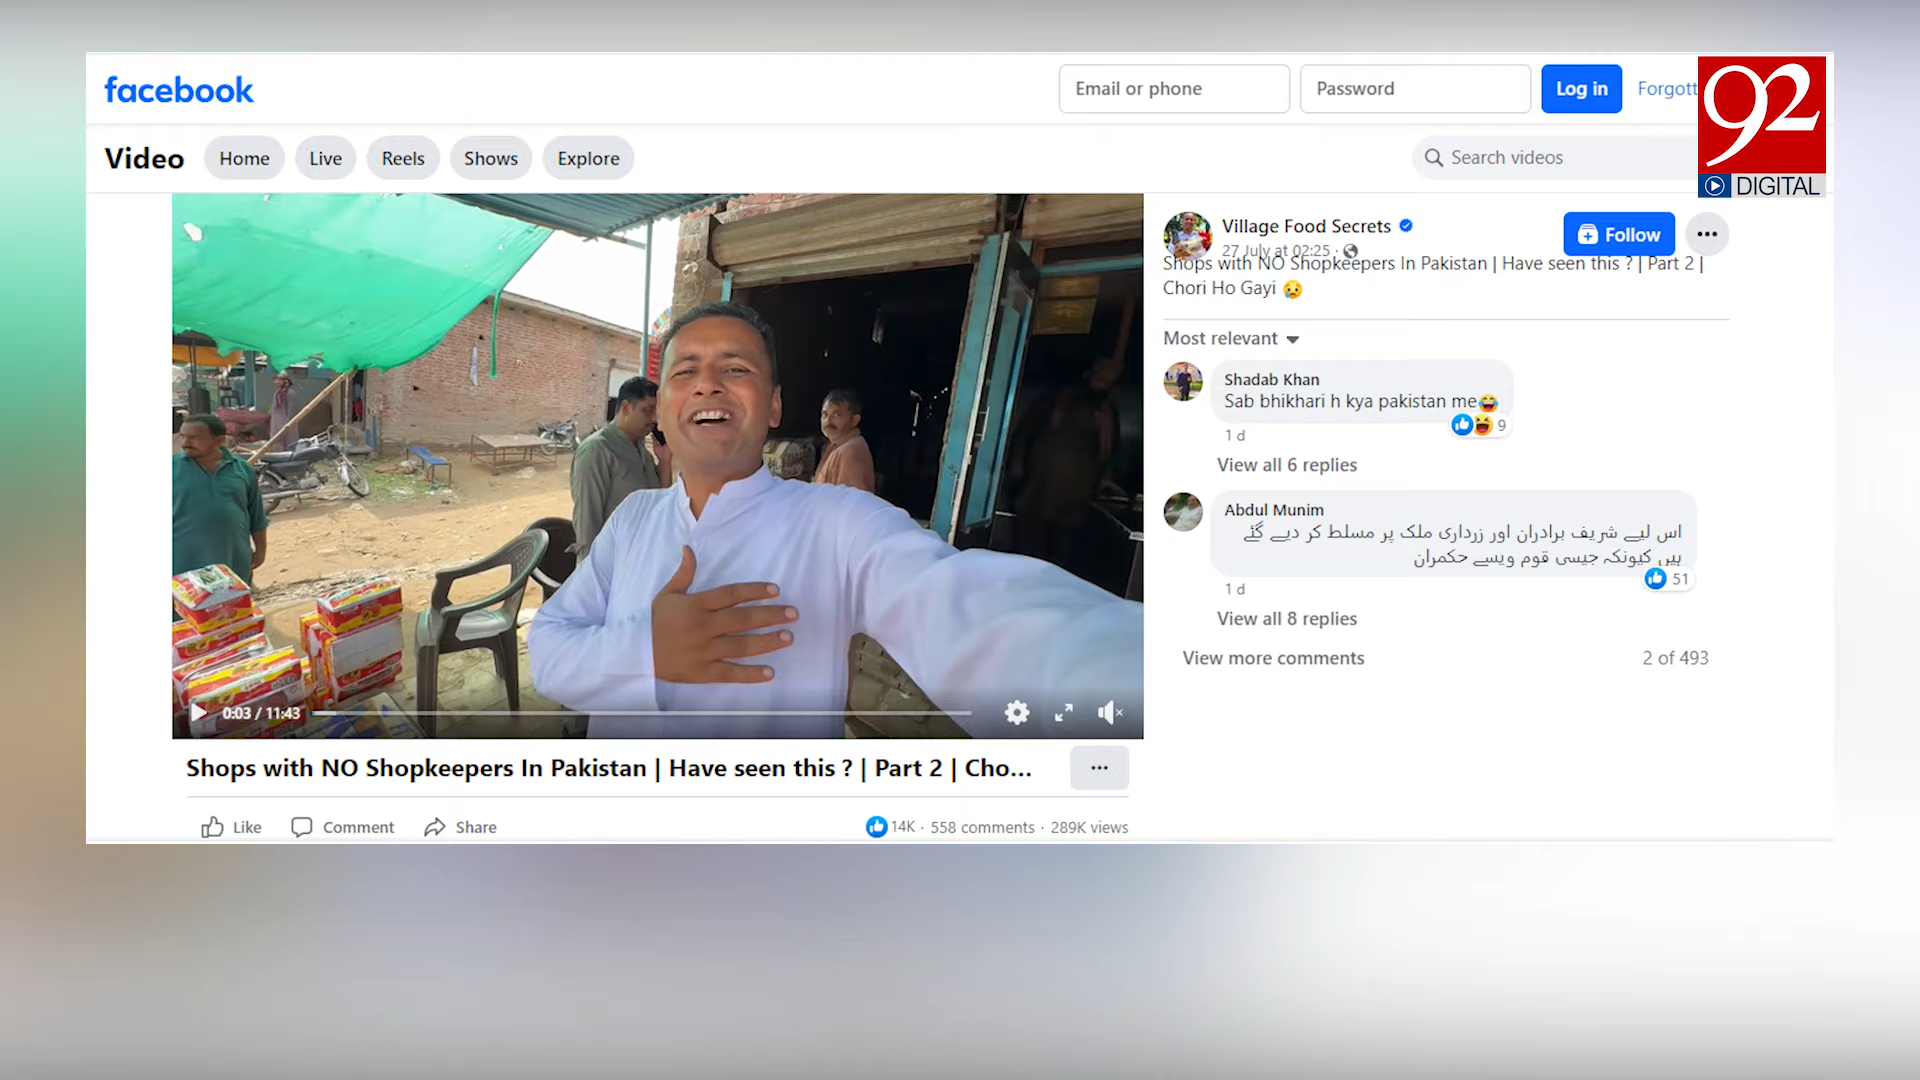 facebook
Email or phone
Password
Log in
Forgott
92
DIGITAL
Video
Home
Live
Reels
Shows
Explore
Search videos
Village Food Secrets
27 July at 02:25 ·
Follow
Shops with NO Shopkeepers In Pakistan | Have seen this ? | Part 2 |
Chori Ho Gayi 😥
Most relevant
Shadab Khan
Sab bhikhari h kya pakistan me😂
9
1 d
View all 6 replies
Abdul Munim
اس لیے شریف برادران اور زرداری ملک پر مسلط کر دیے گئے
ہیں کیونکہ جیسی قوم ویسے حکمران
51
1 d
View all 8 replies
View more comments
2 of 493
0:03 / 11:43
Shops with NO Shopkeepers In Pakistan | Have seen this ? | Part 2 | Cho...
Like
Comment
Share
14K · 558 comments · 289K views